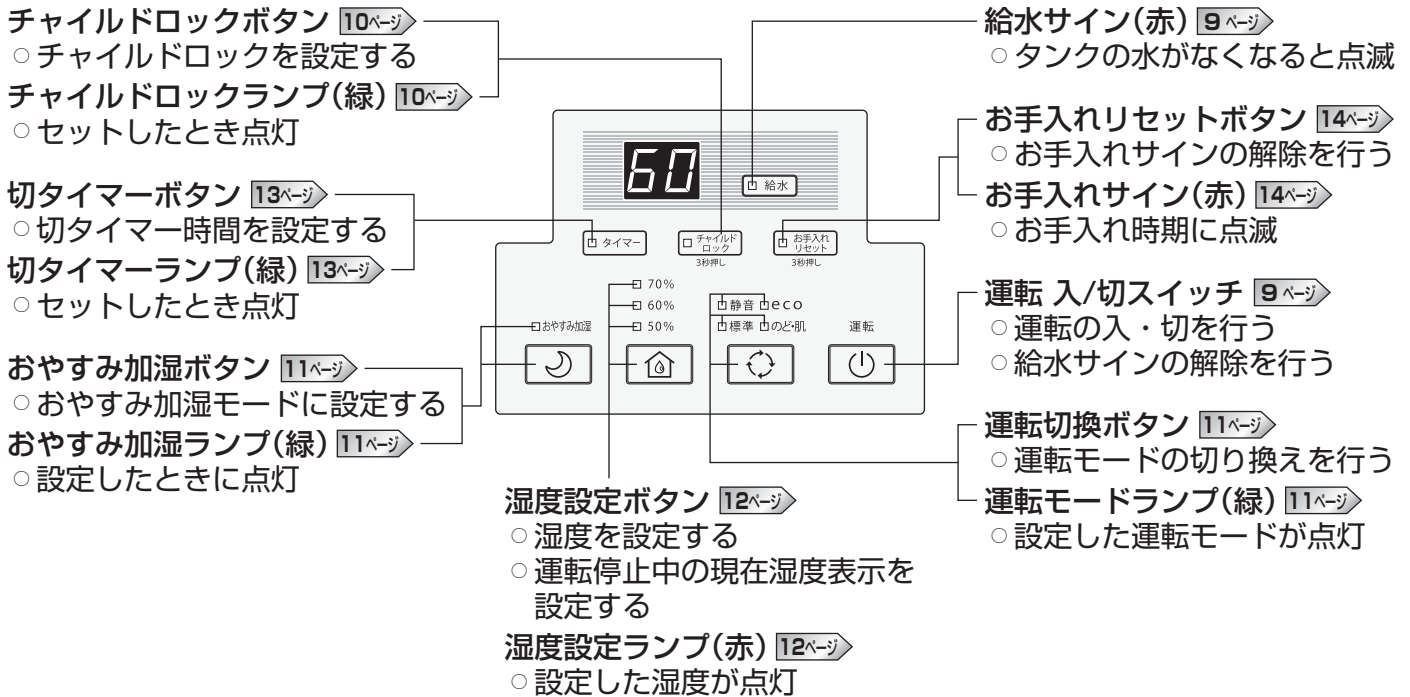 チャイルドロックボタン 10ページ
○チャイルドロックを設定する
チャイルドロックランプ(緑) 10ページ
○セットしたとき点灯
切タイマーボタン 13ページ
○切タイマー時間を設定する
切タイマーランプ(緑) 13ページ
○セットしたとき点灯
おやすみ加湿ボタン 11ページ
○おやすみ加湿モードに設定する
おやすみ加湿ランプ(緑) 11ページ
○設定したときに点灯
60
給水
タイマー
チャイルド
ロック
3秒押し
お手入れ
リセット
3秒押し
70%
60%
50%
おやすみ加湿
静音 eco
標準 のど・肌
運転
湿度設定ボタン 12ページ
○湿度を設定する
○運転停止中の現在湿度表示を
設定する
湿度設定ランプ(赤) 12ページ
○設定した湿度が点灯
給水サイン(赤) 9ページ
○タンクの水がなくなると点滅
お手入れリセットボタン 14ページ
○お手入れサインの解除を行う
お手入れサイン(赤) 14ページ
○お手入れ時期に点滅
運転 入/切スイッチ 9ページ
○運転の入・切を行う
○給水サインの解除を行う
運転切換ボタン 11ページ
○運転モードの切り換えを行う
運転モードランプ(緑) 11ページ
○設定した運転モードが点灯